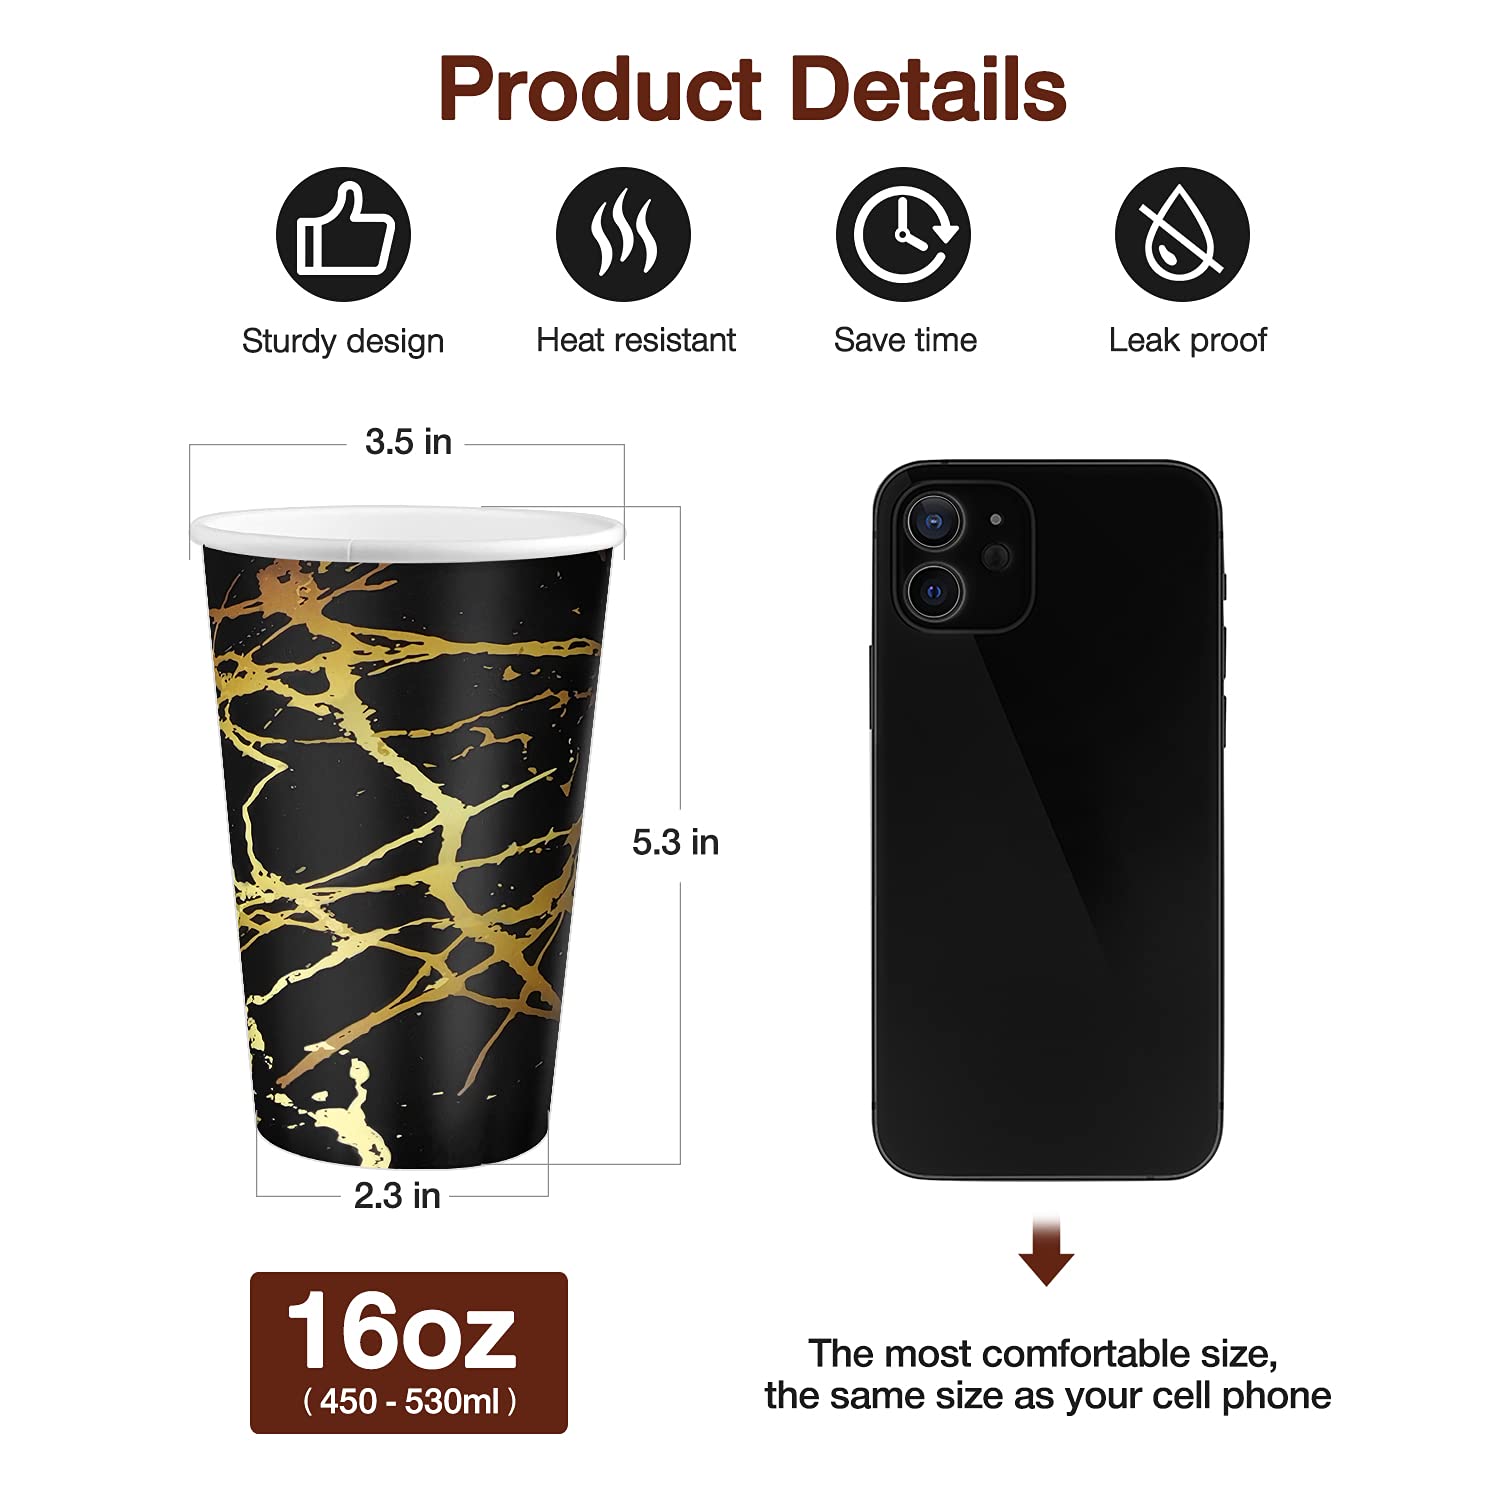 Product Details
Sturdy design
Heat resistant
Save time
Leak proof
3.5 in
5.3 in
2.3 in
16oz
( 450 - 530ml )
The most comfortable size,
the same size as your cell phone